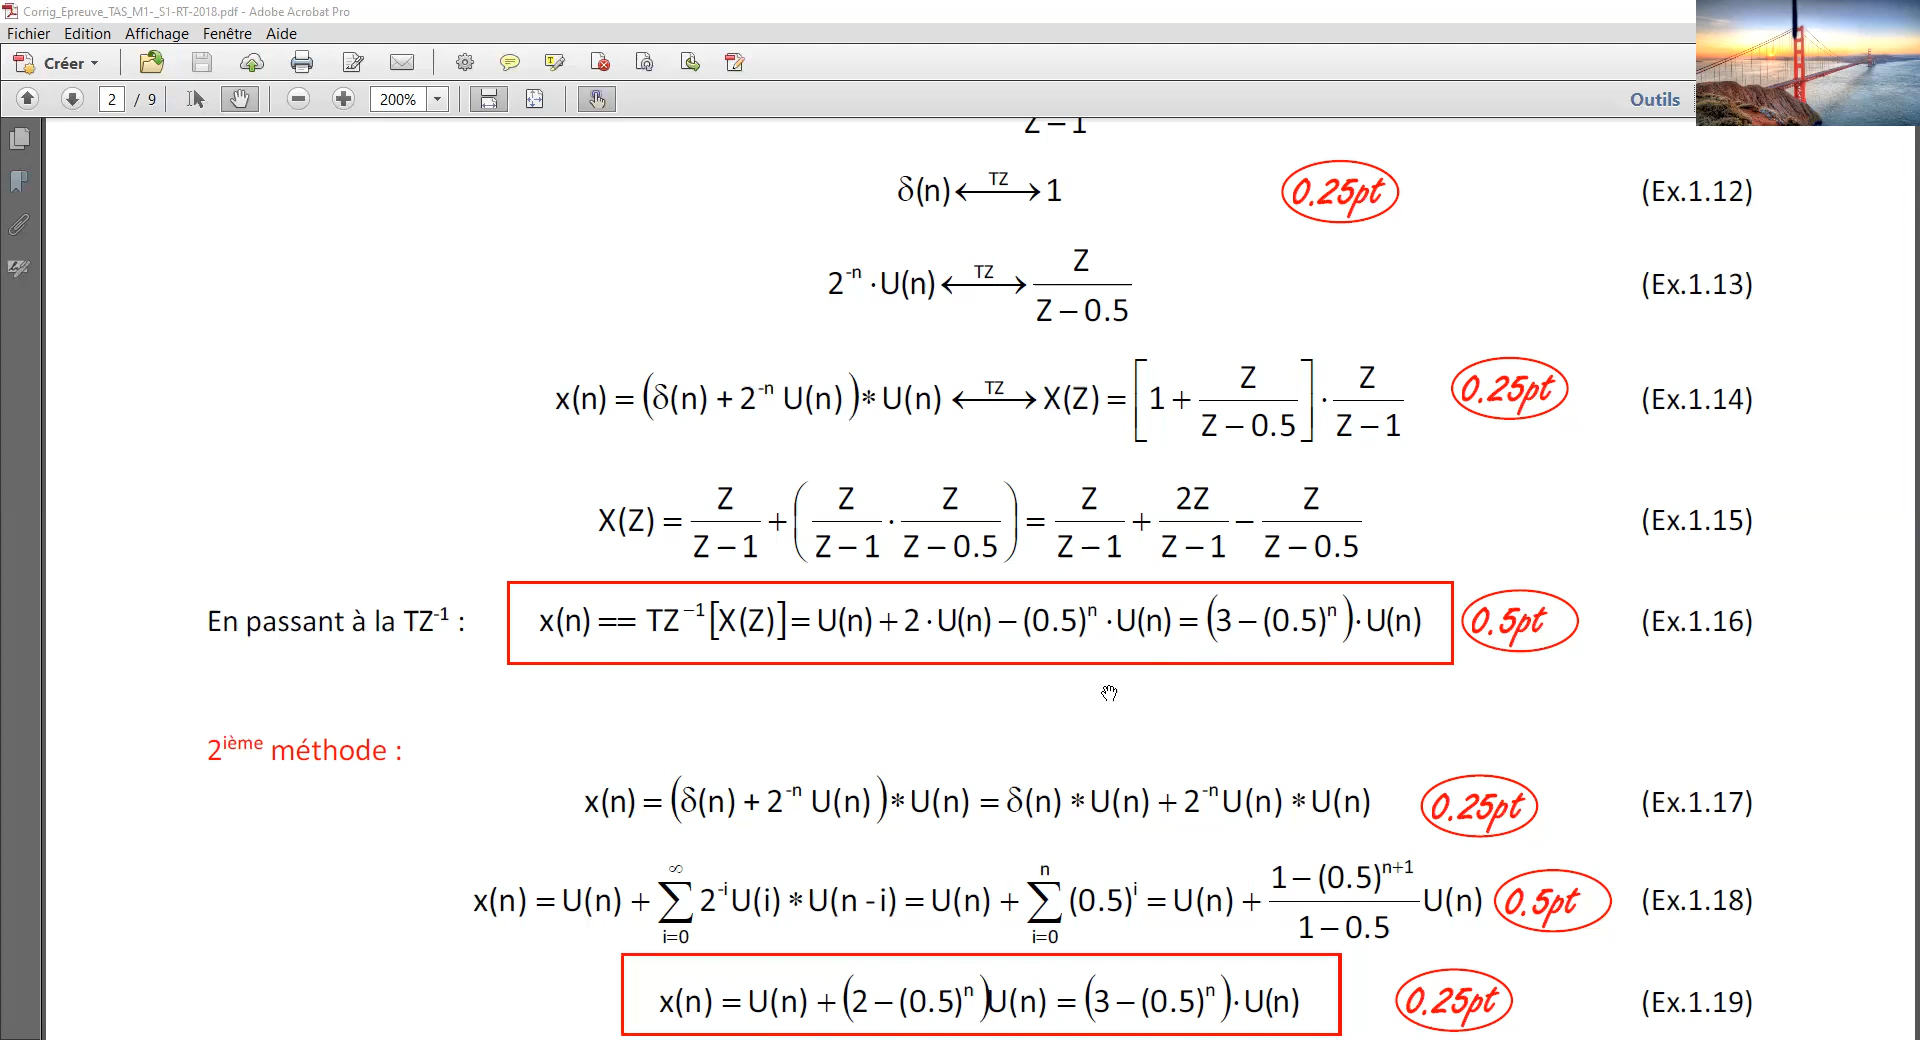 Corrig_Epreuve_TAS_M1-_S1-RT-2018.pdf - Adobe Acrobat Pro
Fichier Edition Affichage Fenêtre Aide
Créer
2 / 9 200% Outils
Z − 1
δ(n) ⟷ᵀᶻ 1 0.25pt (Ex.1.12)
2⁻ⁿ · U(n) ⟷ᵀᶻ Z / (Z − 0.5) (Ex.1.13)
x(n) = (δ(n) + 2⁻ⁿ U(n)) * U(n) ⟷ᵀᶻ X(Z) = [1 + Z / (Z − 0.5)] · Z / (Z − 1) 0.25pt (Ex.1.14)
X(Z) = Z / (Z − 1) + (Z / (Z − 1) · Z / (Z − 0.5)) = Z / (Z − 1) + 2Z / (Z − 1) − Z / (Z − 0.5) (Ex.1.15)
En passant à la TZ⁻¹ : x(n) == TZ⁻¹[X(Z)] = U(n) + 2 · U(n) − (0.5)ⁿ · U(n) = (3 − (0.5)ⁿ) · U(n) 0.5pt (Ex.1.16)
2ième méthode :
x(n) = (δ(n) + 2⁻ⁿ U(n)) * U(n) = δ(n) * U(n) + 2⁻ⁿ U(n) * U(n) 0.25pt (Ex.1.17)
x(n) = U(n) + ∑_{i=0}^{∞} 2⁻ⁱ U(i) * U(n - i) = U(n) + ∑_{i=0}^{n} (0.5)ⁱ = U(n) + (1 − (0.5)ⁿ⁺¹) / (1 − 0.5) U(n) 0.5pt (Ex.1.18)
x(n) = U(n) + (2 − (0.5)ⁿ)U(n) = (3 − (0.5)ⁿ) · U(n) 0.25pt (Ex.1.19)